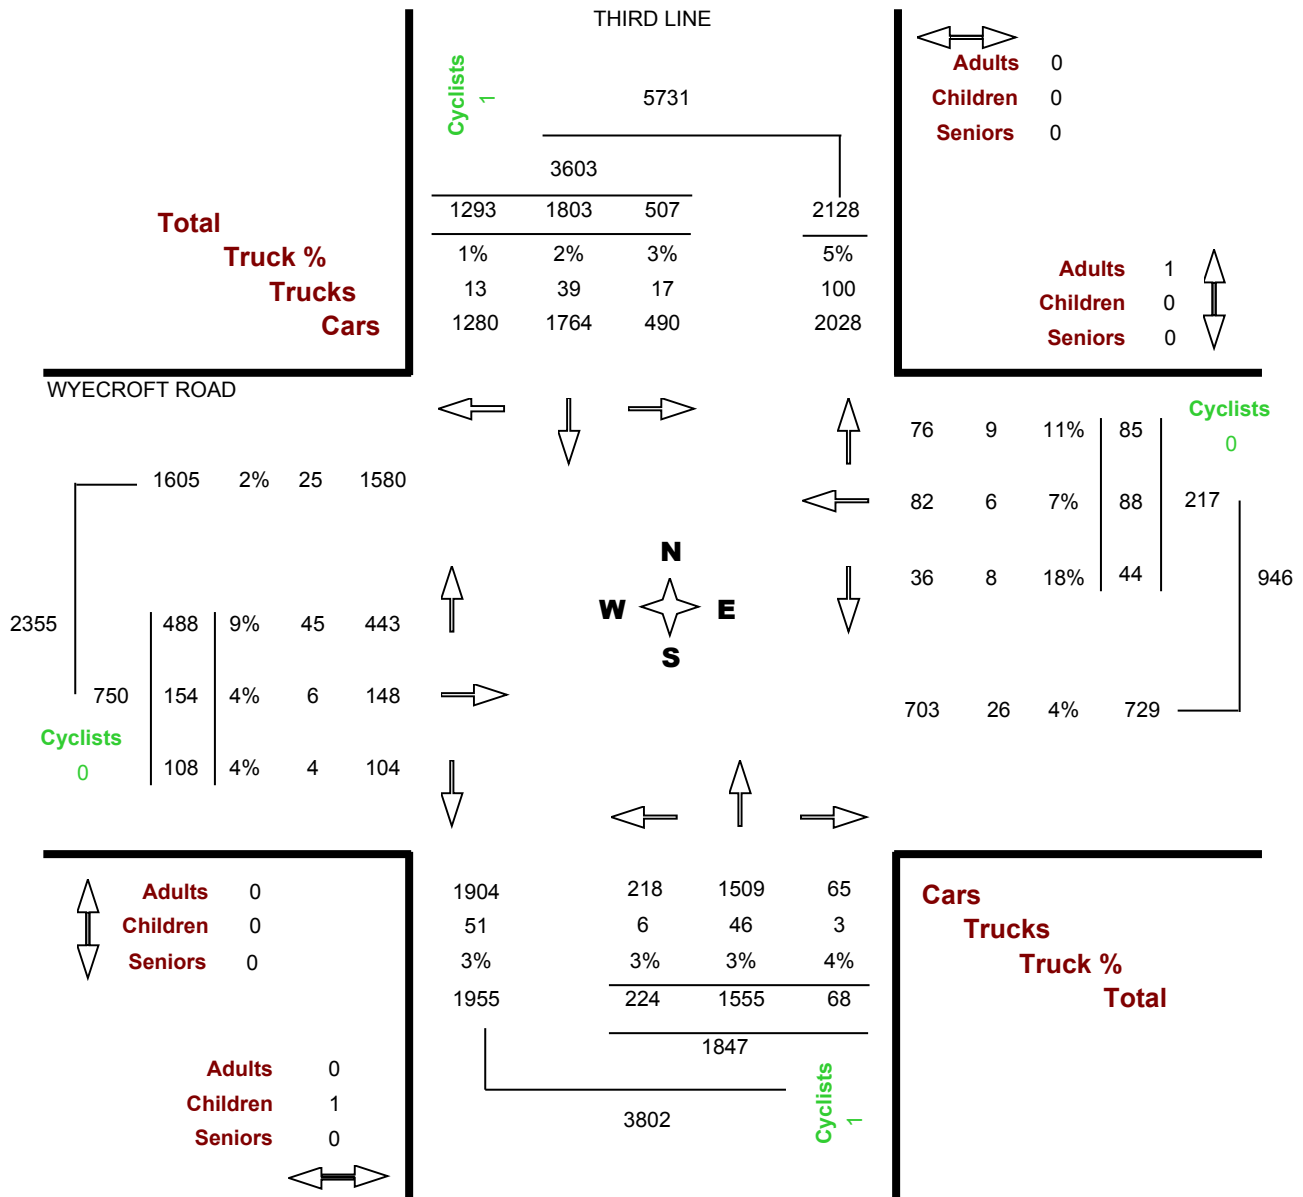 THIRD LINE
Cyclists
1
5731
3603
Adults 0
Children 0
Seniors 0
Total 1293 1803 507 2128
Truck % 1% 2% 3% 5%
Trucks 13 39 17 100
Cars 1280 1764 490 2028
Adults 1
Children 0
Seniors 0
WYECROFT ROAD
Cyclists
0
76 9 11% 85
1605 2% 25 1580
82 6 7% 88 217
N
W E
S
36 8 18% 44
946
2355
488 9% 45 443
750 154 4% 6 148
703 26 4% 729
Cyclists
0
108 4% 4 104
Adults 0
Children 0
Seniors 0
1904 218 1509 65
51 6 46 3
3% 3% 3% 4%
1955 224 1555 68
Cars
Trucks
Truck %
Total
1847
Adults 0
Children 1
Seniors 0
3802
Cyclists
1